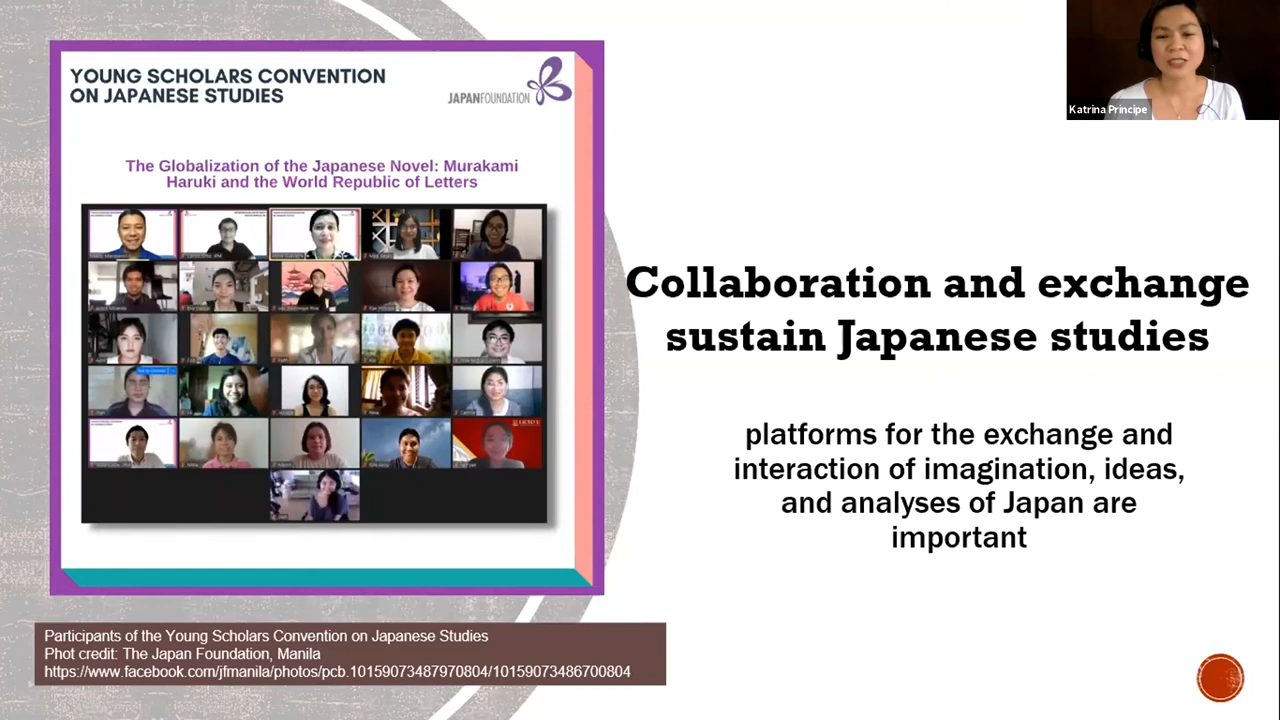 YOUNG SCHOLARS CONVENTION
ON JAPANESE STUDIES
JAPANFOUNDATION
The Globalization of the Japanese Novel: Murakami
Haruki and the World Republic of Letters
Katrina Principe
Collaboration and exchange
sustain Japanese studies
platforms for the exchange and
interaction of imagination, ideas,
and analyses of Japan are
important
Participants of the Young Scholars Convention on Japanese Studies
Phot credit: The Japan Foundation, Manila
https://www.facebook.com/jfmanila/photos/pcb.10159073487970804/10159073486700804